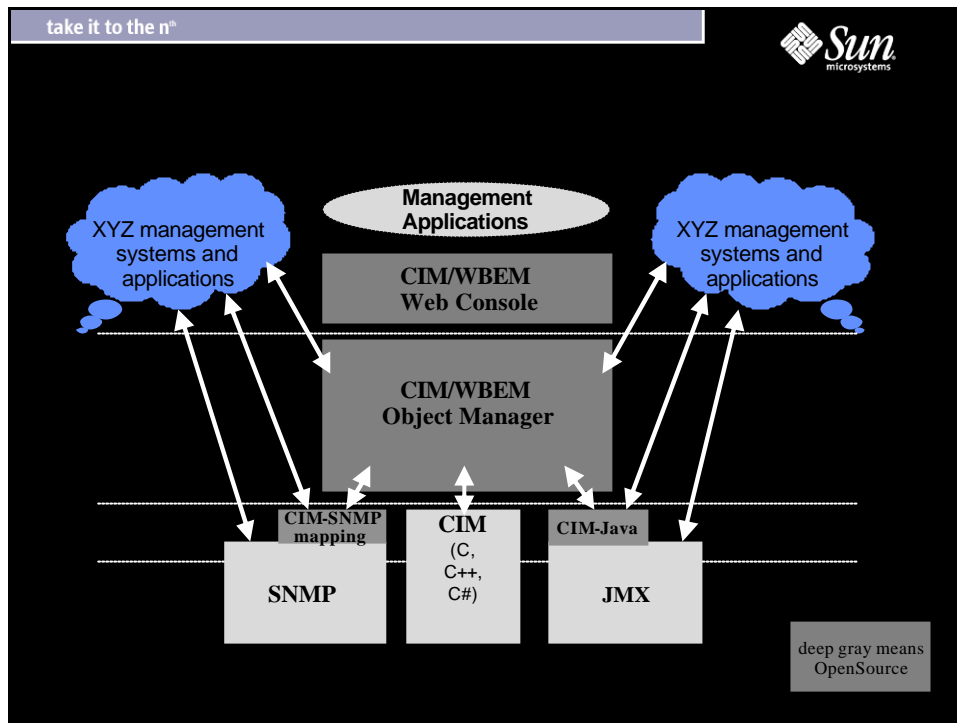 take it to the nth
Sun
microsystems
Management
Applications
XYZ management
systems and
applications
XYZ management
systems and
applications
CIM/WBEM
Web Console
CIM/WBEM
Object Manager
CIM-SNMP
mapping
CIM
(C,
C++,
C#)
CIM-Java
SNMP
JMX
deep gray means
OpenSource